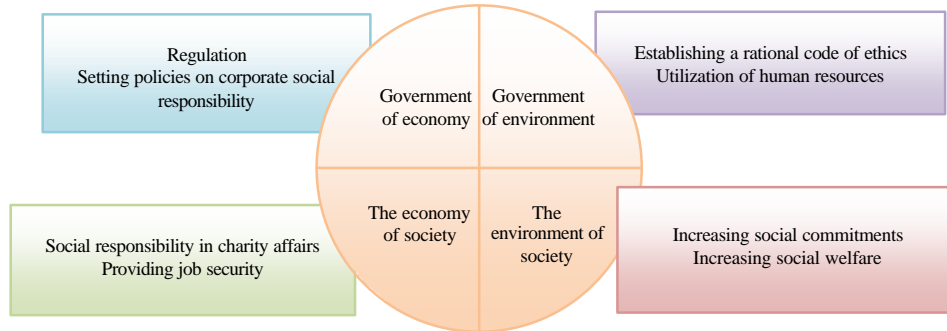 Regulation
Setting policies on corporate social
responsibility
Establishing a rational code of ethics
Utilization of human resources
Government
of economy
Government
of environment
The economy
of society
The
environment of
society
Social responsibility in charity affairs
Providing job security
Increasing social commitments
Increasing social welfare